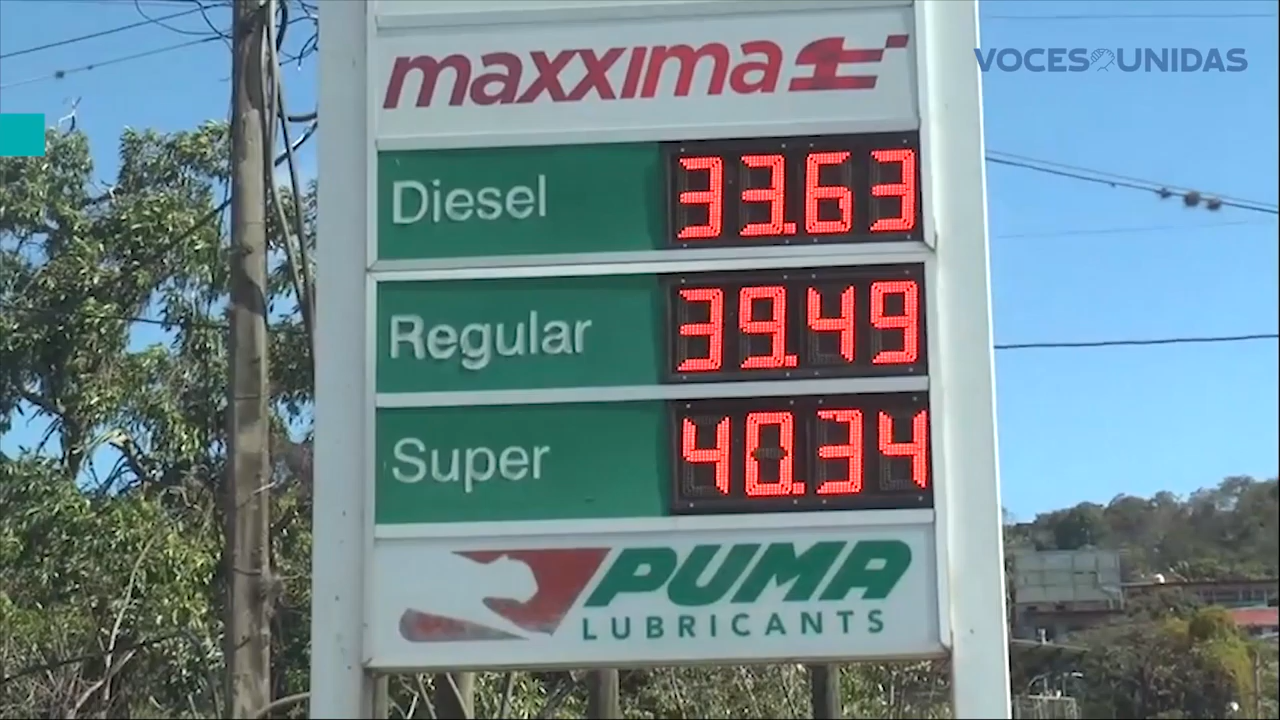 VOCES UNIDAS
maxxima
Diesel 33.63
Regular 39.49
Super 40.34
PUMA
LUBRICANTS